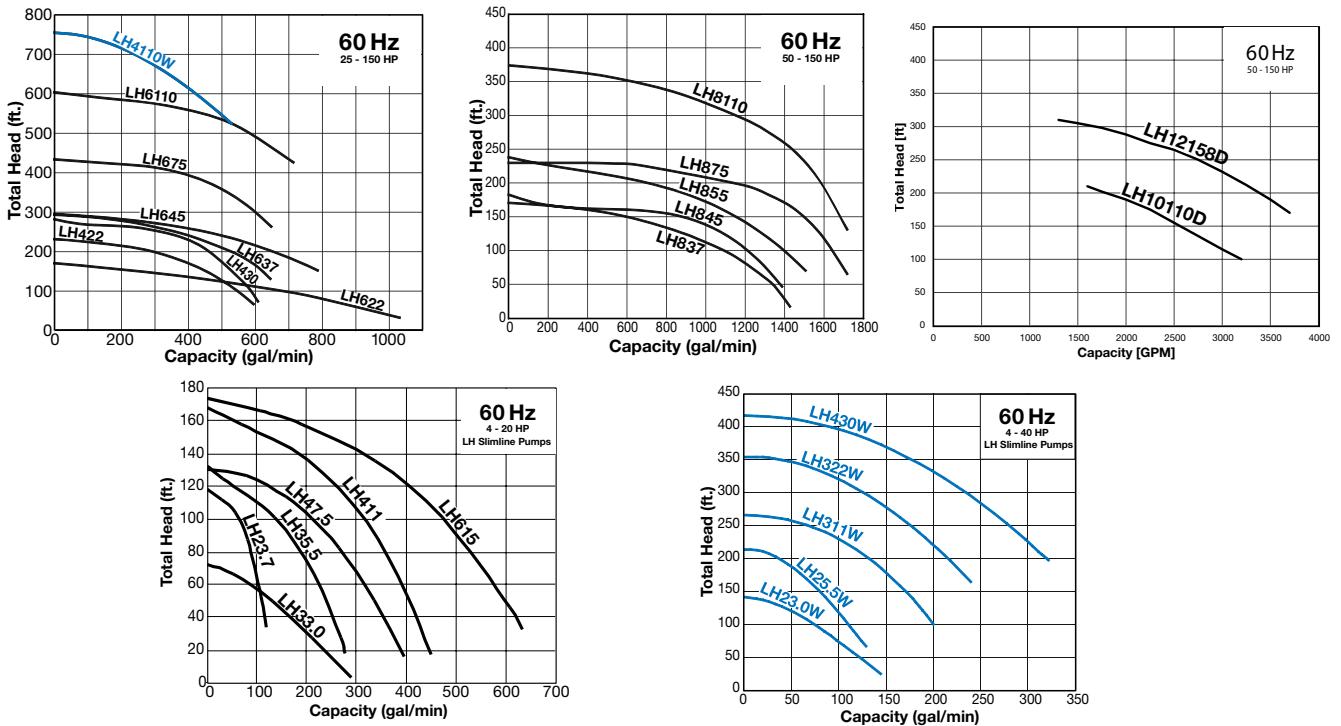 800
700
600
500
400
300
200
100
0
Total Head (ft.)
60 Hz
25 - 150 HP
LH4110W
LH6110
LH675
LH645
LH637
LH430
LH422
LH622
0
200
400
600
800
1000
Capacity (gal/min)
450
400
350
300
250
200
150
100
50
0
Total Head (ft.)
60 Hz
50 - 150 HP
LH8110
LH875
LH855
LH845
LH837
0
200
400
600
800
1000
1200
1400
1600
1800
Capacity (gal/min)
450
400
350
300
250
200
150
100
50
0
Total Head [ft]
60 Hz
50 - 150 HP
LH12158D
LH10110D
0
500
1000
1500
2000
2500
3000
3500
4000
Capacity [GPM]
180
160
140
120
100
80
60
40
20
0
Total Head (ft.)
60 Hz
4 - 20 HP
LH Slimline Pumps
LH23.7
LH33.0
LH35.5
LH47.5
LH411
LH615
0
100
200
300
400
500
600
700
Capacity (gal/min)
450
400
350
300
250
200
150
100
50
0
Total Head (ft.)
60 Hz
4 - 40 HP
LH Slimline Pumps
LH430W
LH322W
LH311W
LH25.5W
LH23.0W
0
50
100
150
200
250
300
350
Capacity (gal/min)